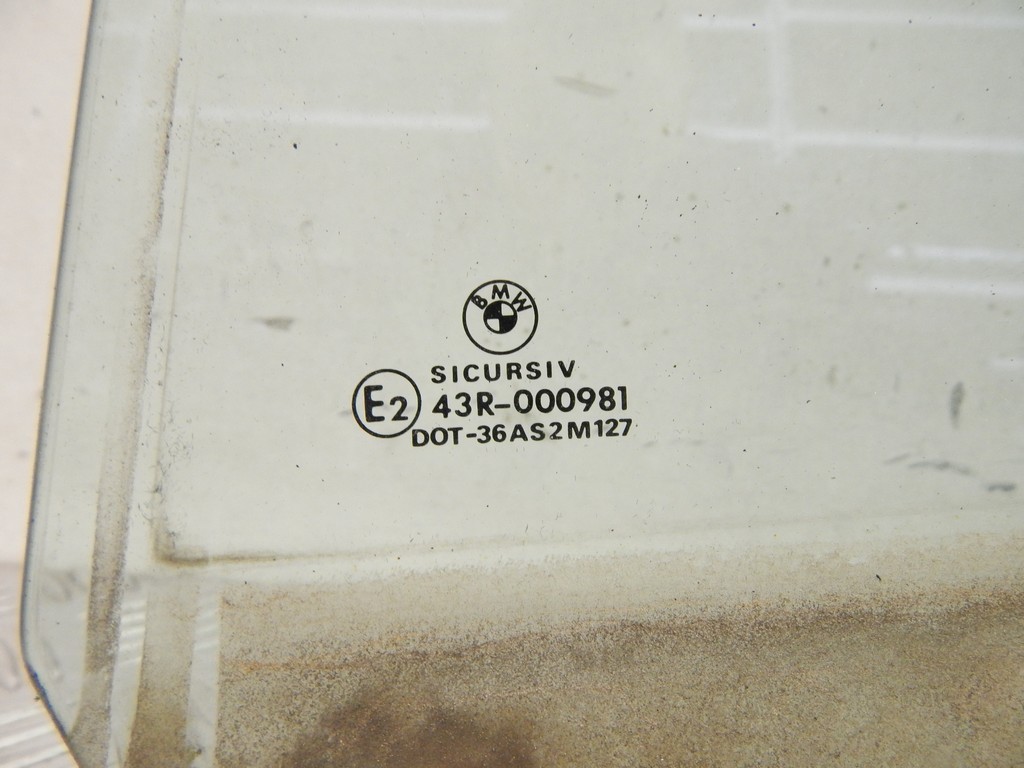 BMW
SICURSIV
E2 43R-000981
DOT-36AS2M127